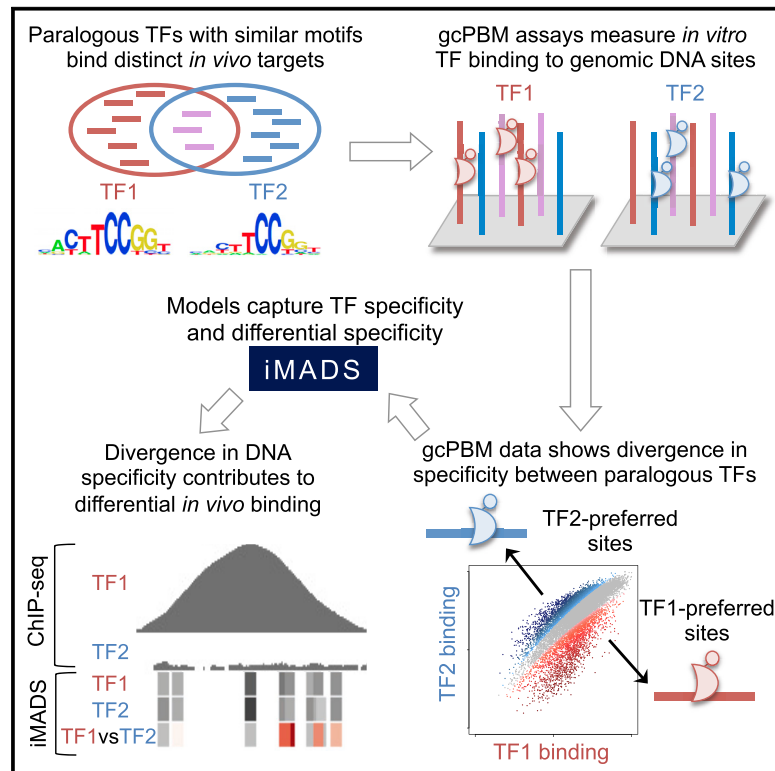 Paralogous TFs with similar motifs
bind distinct in vivo targets
TF1
TF2
gcPBM assays measure in vitro
TF binding to genomic DNA sites
TF1
TF2
Models capture TF specificity
and differential specificity
iMADS
Divergence in DNA
specificity contributes to
differential in vivo binding
ChIP-seq
TF1
TF2
iMADS
TF1
TF2
TF1vsTF2
gcPBM data shows divergence in
specificity between paralogous TFs
TF2-preferred
sites
TF1-preferred
sites
TF2 binding
TF1 binding